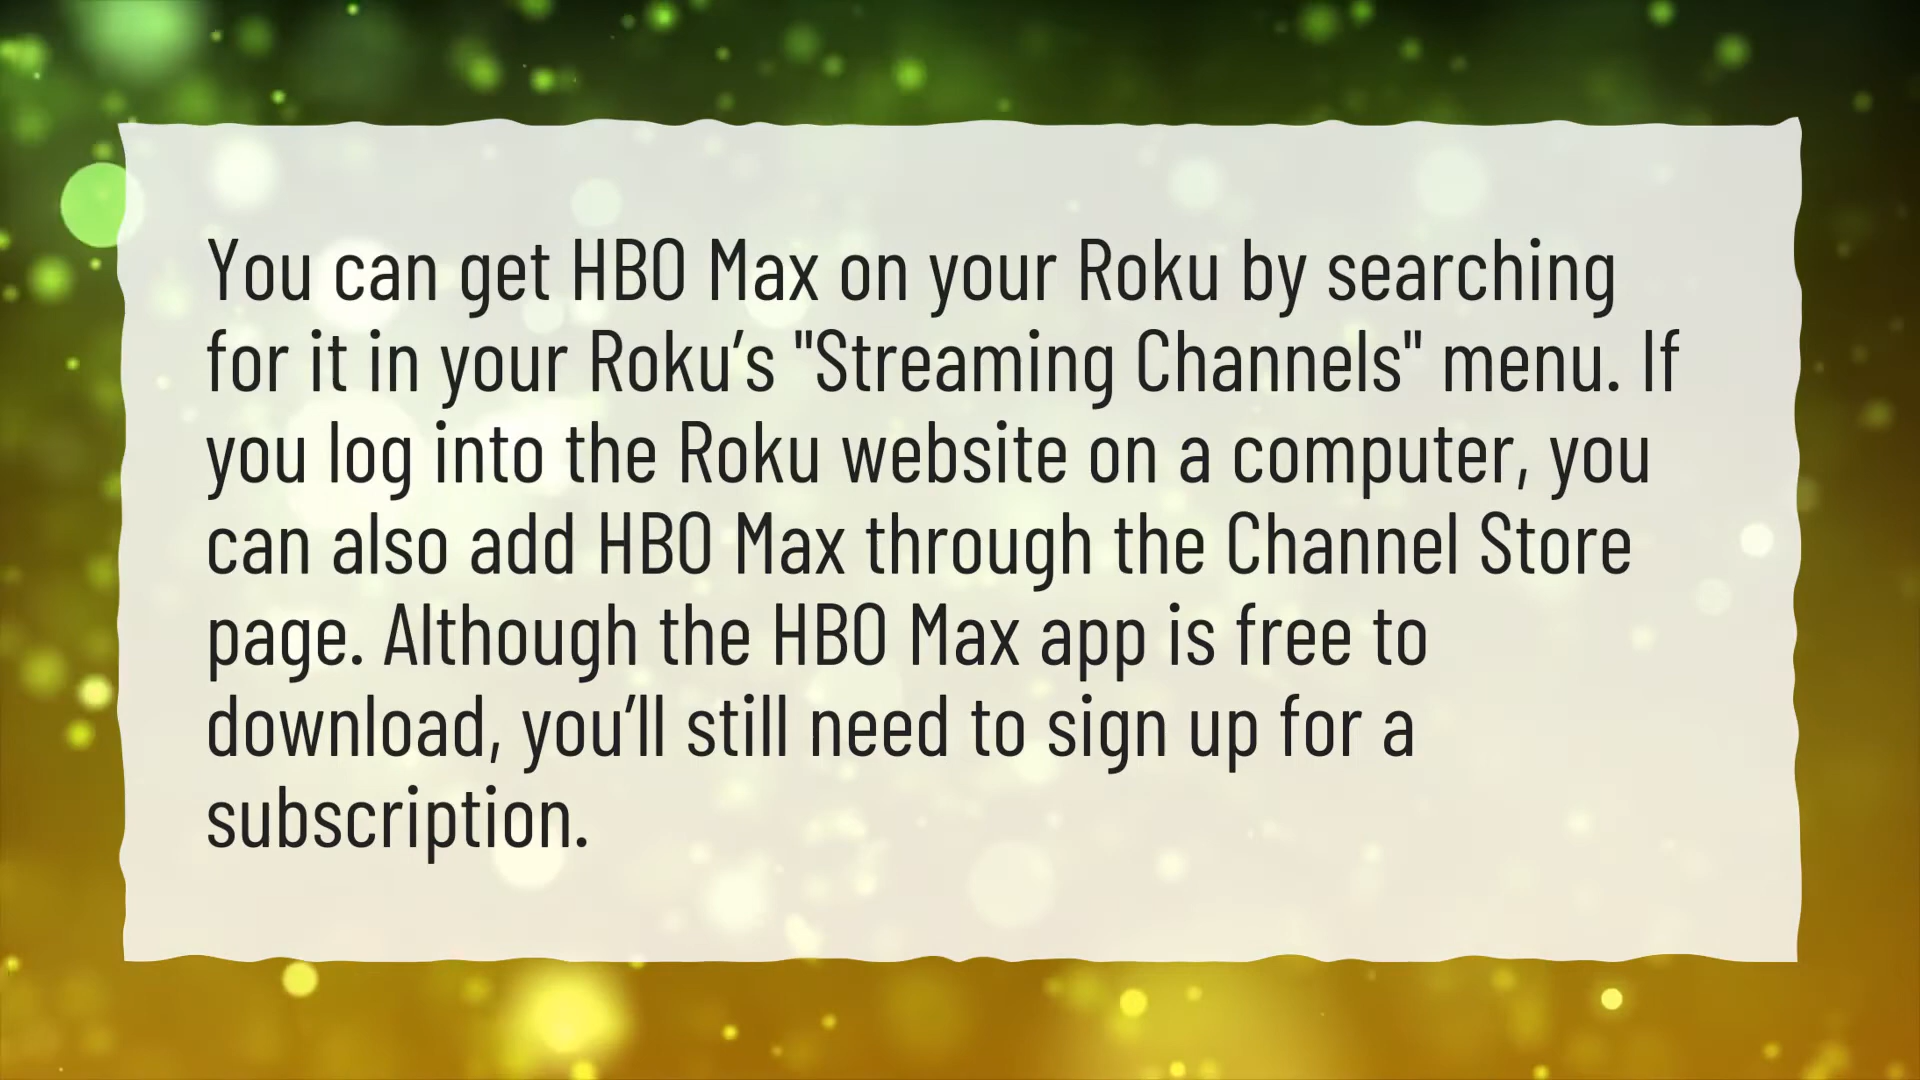 You can get HBO Max on your Roku by searching
for it in your Roku’s "Streaming Channels" menu. If
you log into the Roku website on a computer, you
can also add HBO Max through the Channel Store
page. Although the HBO Max app is free to
download, you’ll still need to sign up for a
subscription.